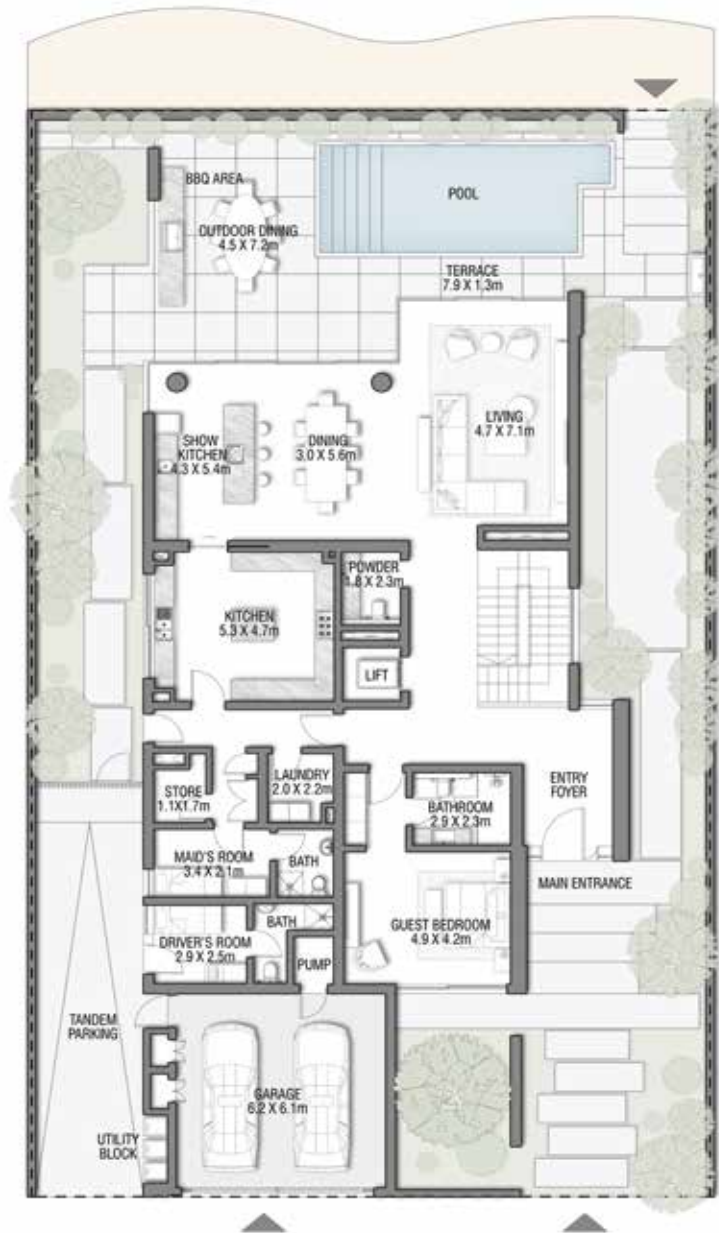 POOL
BBQ AREA
OUTDOOR DINING
4.5 X 7.2m
TERRACE
7.9 X 1.3m
LIVING
4.7 X 7.1m
SHOW
KITCHEN
4.3 X 5.4m
DINING
3.0 X 5.6m
POWDER
1.8 X 2.3m
KITCHEN
5.3 X 4.7m
LIFT
STORE
1.1X1.7m
LAUNDRY
2.0 X 2.2m
BATHROOM
2.9 X 2.3m
ENTRY
FOYER
MAID'S ROOM
3.4 X 2.1m
BATH
MAIN ENTRANCE
GUEST BEDROOM
4.9 X 4.2m
BATH
DRIVER'S ROOM
2.9 X 2.5m
PUMP
TANDEM
PARKING
GARAGE
6.2 X 6.1m
UTILITY
BLOCK